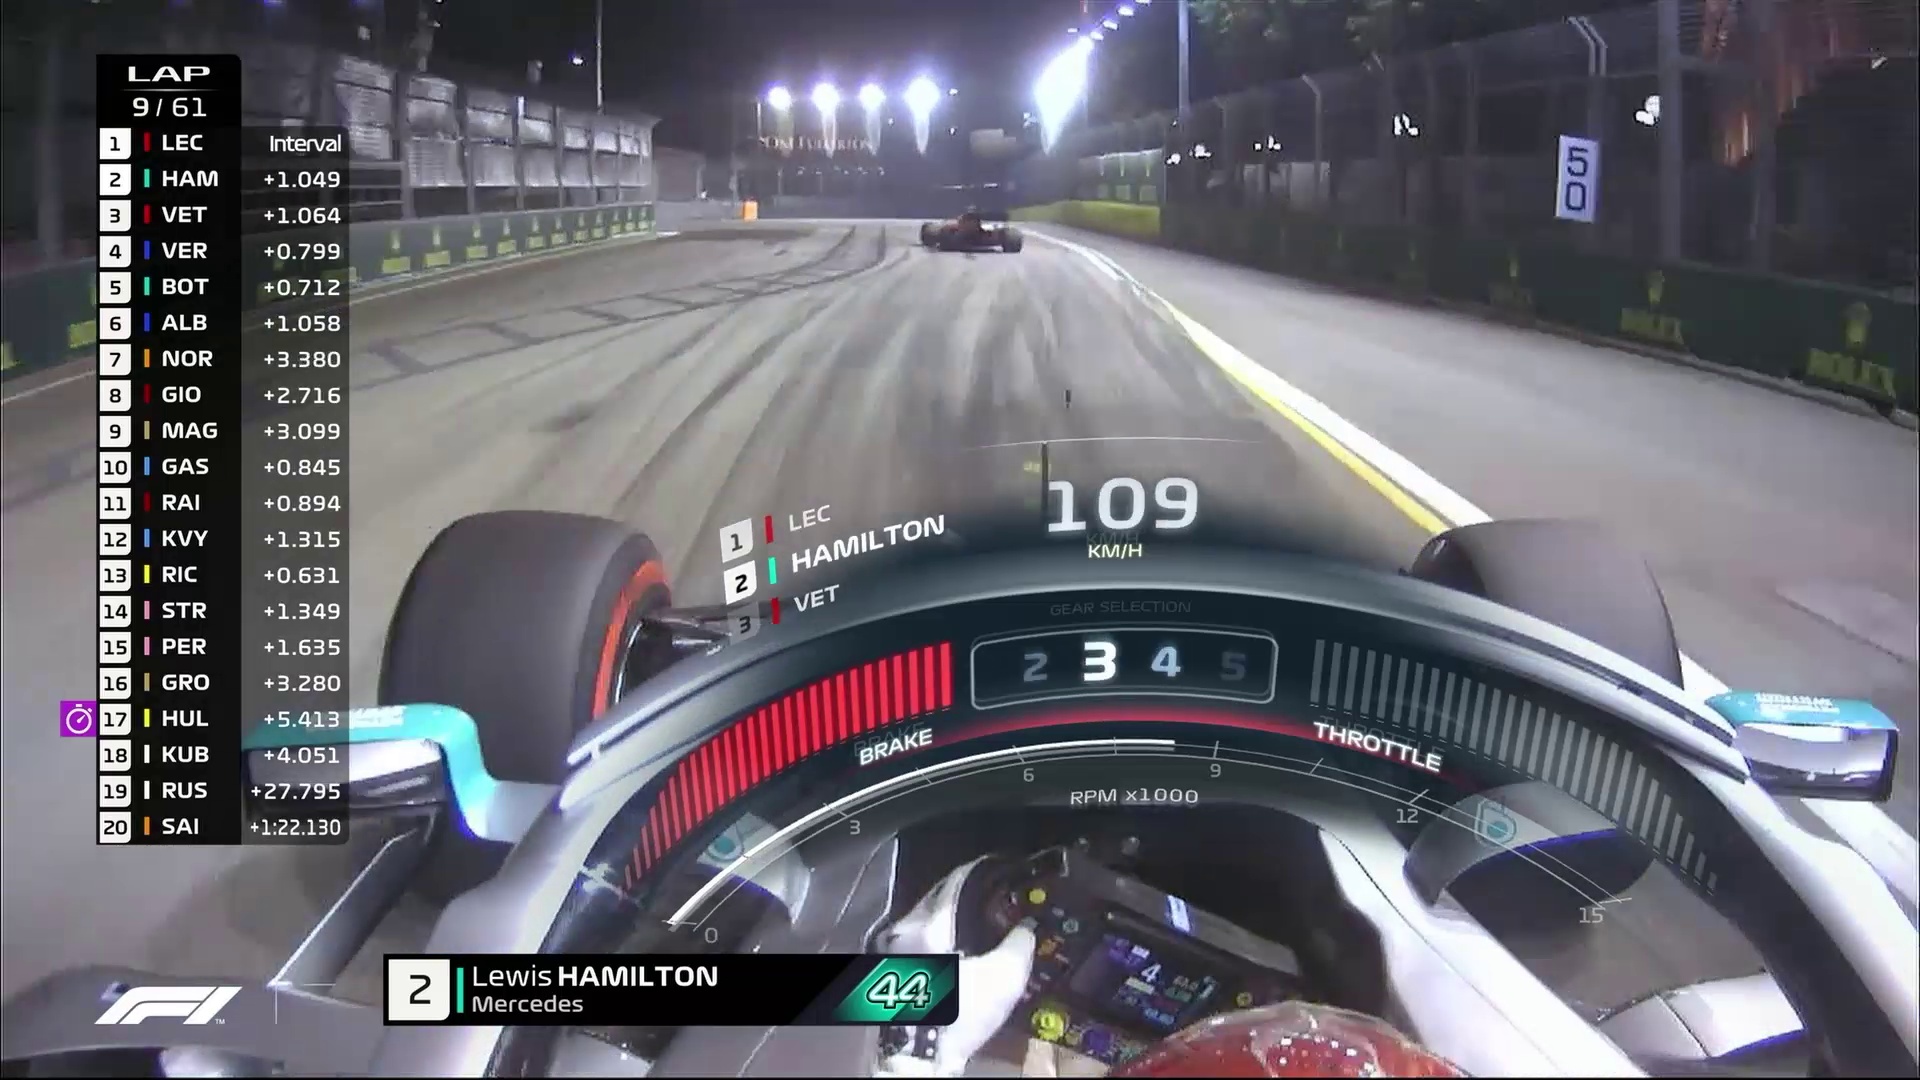 LAP
9/61
1 LEC Interval
2 HAM +1.049
3 VET +1.064
4 VER +0.799
5 BOT +0.712
6 ALB +1.058
7 NOR +3.380
8 GIO +2.716
9 MAG +3.099
10 GAS +0.845
11 RAI +0.894
12 KVY +1.315
13 RIC +0.631
14 STR +1.349
15 PER +1.635
16 GRO +3.280
17 HUL +5.413
18 KUB +4.051
19 RUS +27.795
20 SAI +1:22.130
50
ROLEX
ROLEX
1 LEC
2 HAMILTON
3 VET
109
KM/H
GEAR SELECTION
2 3 4 5
BRAKE
THROTTLE
0 3 6 9 12 15
RPM x1000
4
F1
2 Lewis HAMILTON 44
Mercedes